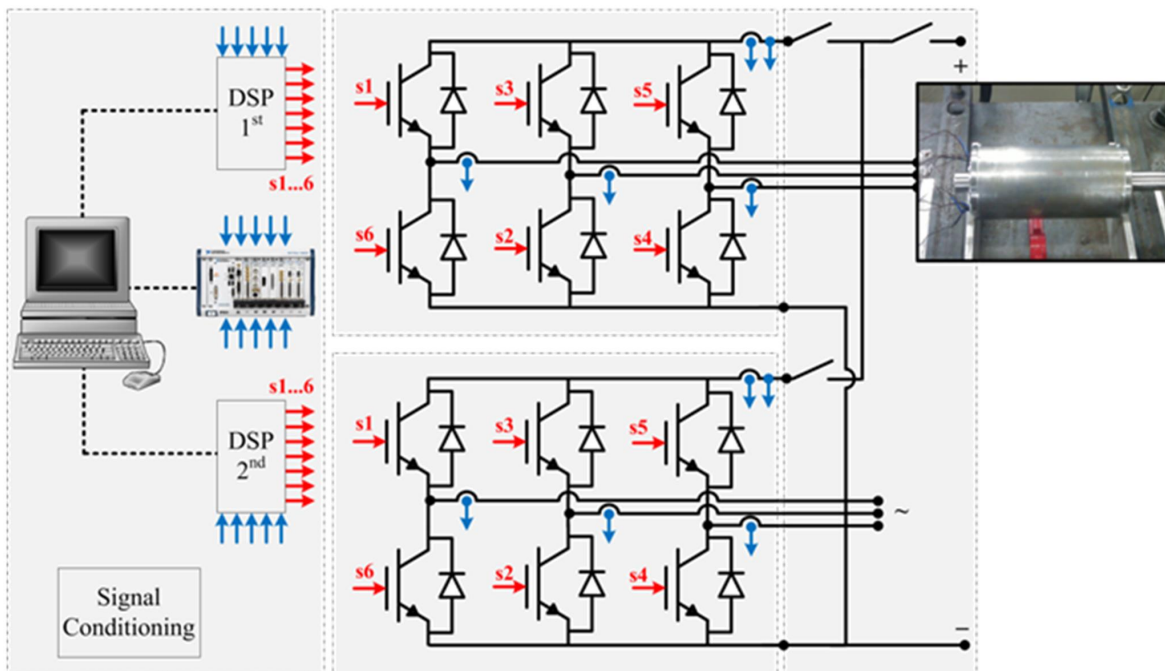 DSP
1st
s1...6
s1...6
DSP
2nd
Signal
Conditioning
s1
s3
s5
s6
s2
s4
+
s1
s3
s5
~
s6
s2
s4
−